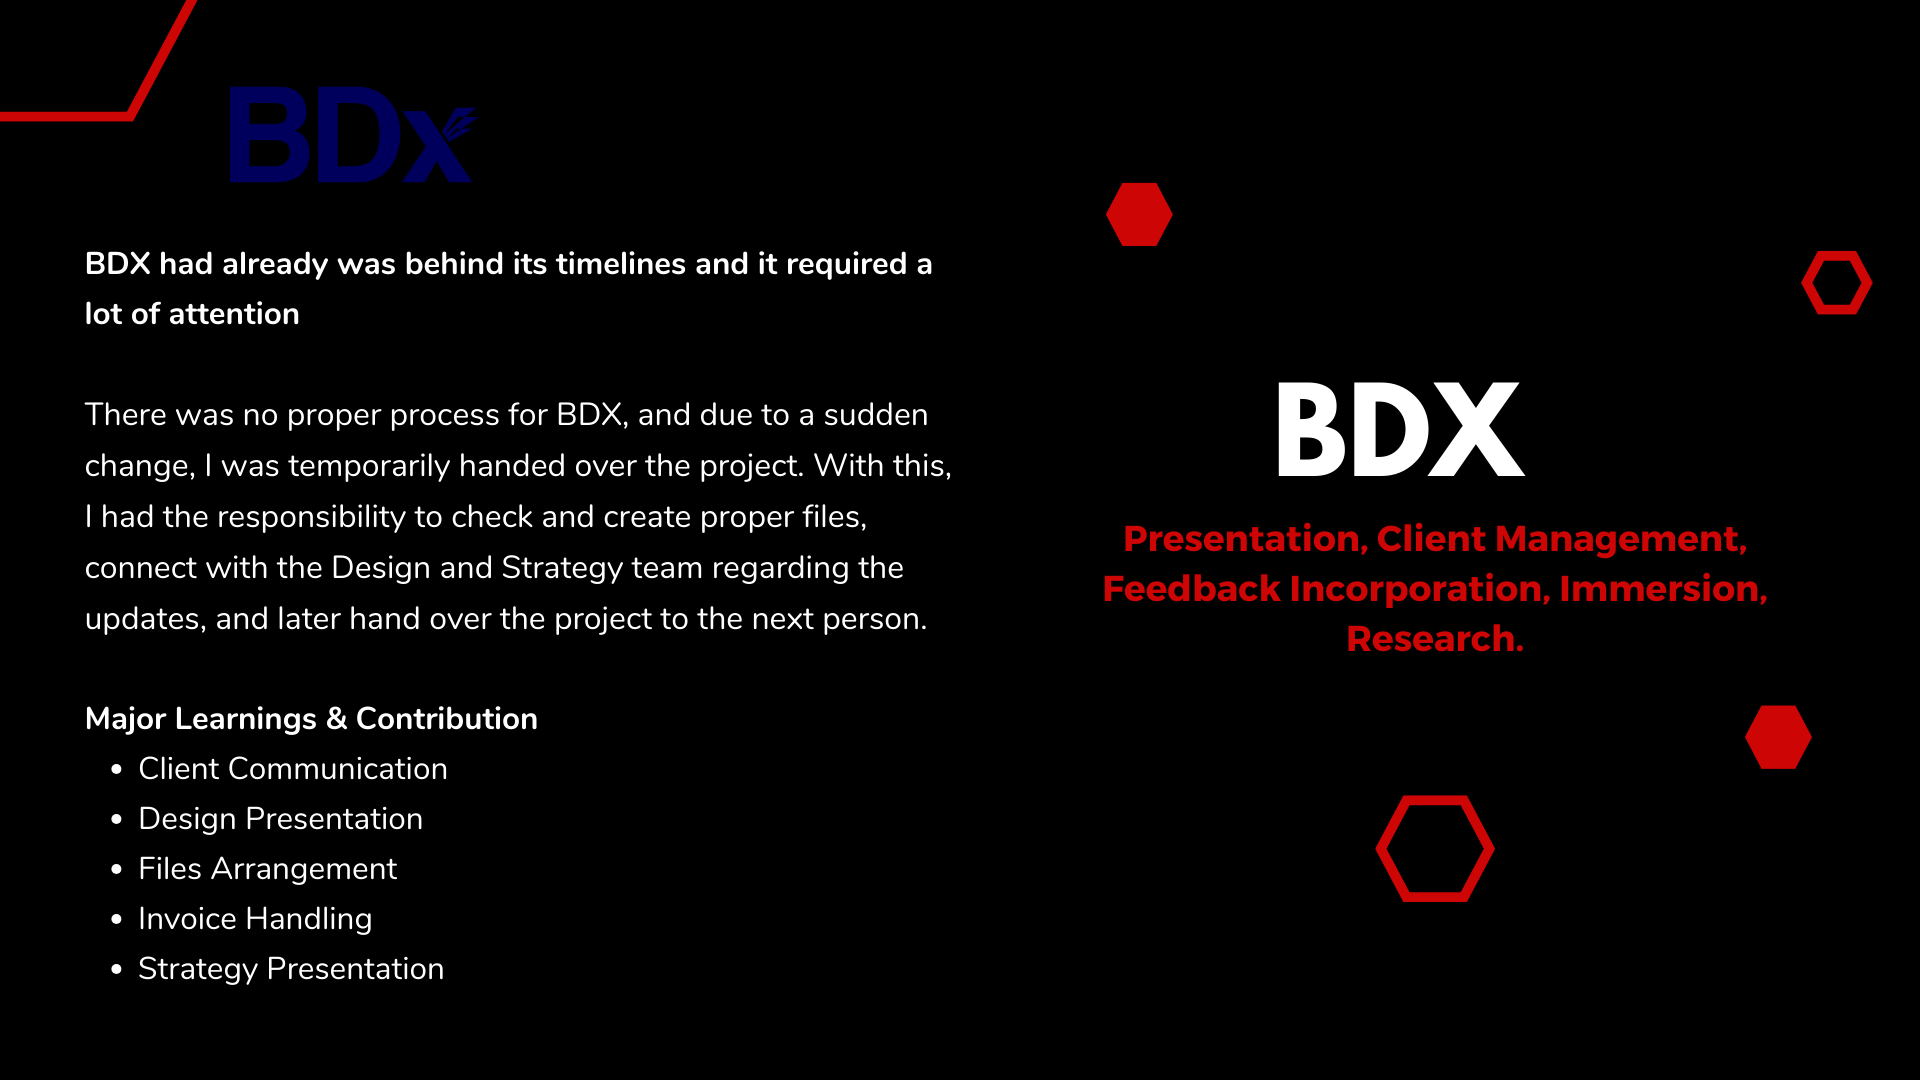 BDx
BDX had already was behind its timelines and it required a
lot of attention
There was no proper process for BDX, and due to a sudden
change, I was temporarily handed over the project. With this,
I had the responsibility to check and create proper files,
connect with the Design and Strategy team regarding the
updates, and later hand over the project to the next person.
Major Learnings & Contribution
• Client Communication
• Design Presentation
• Files Arrangement
• Invoice Handling
• Strategy Presentation
BDX
Presentation, Client Management,
Feedback Incorporation, Immersion,
Research.